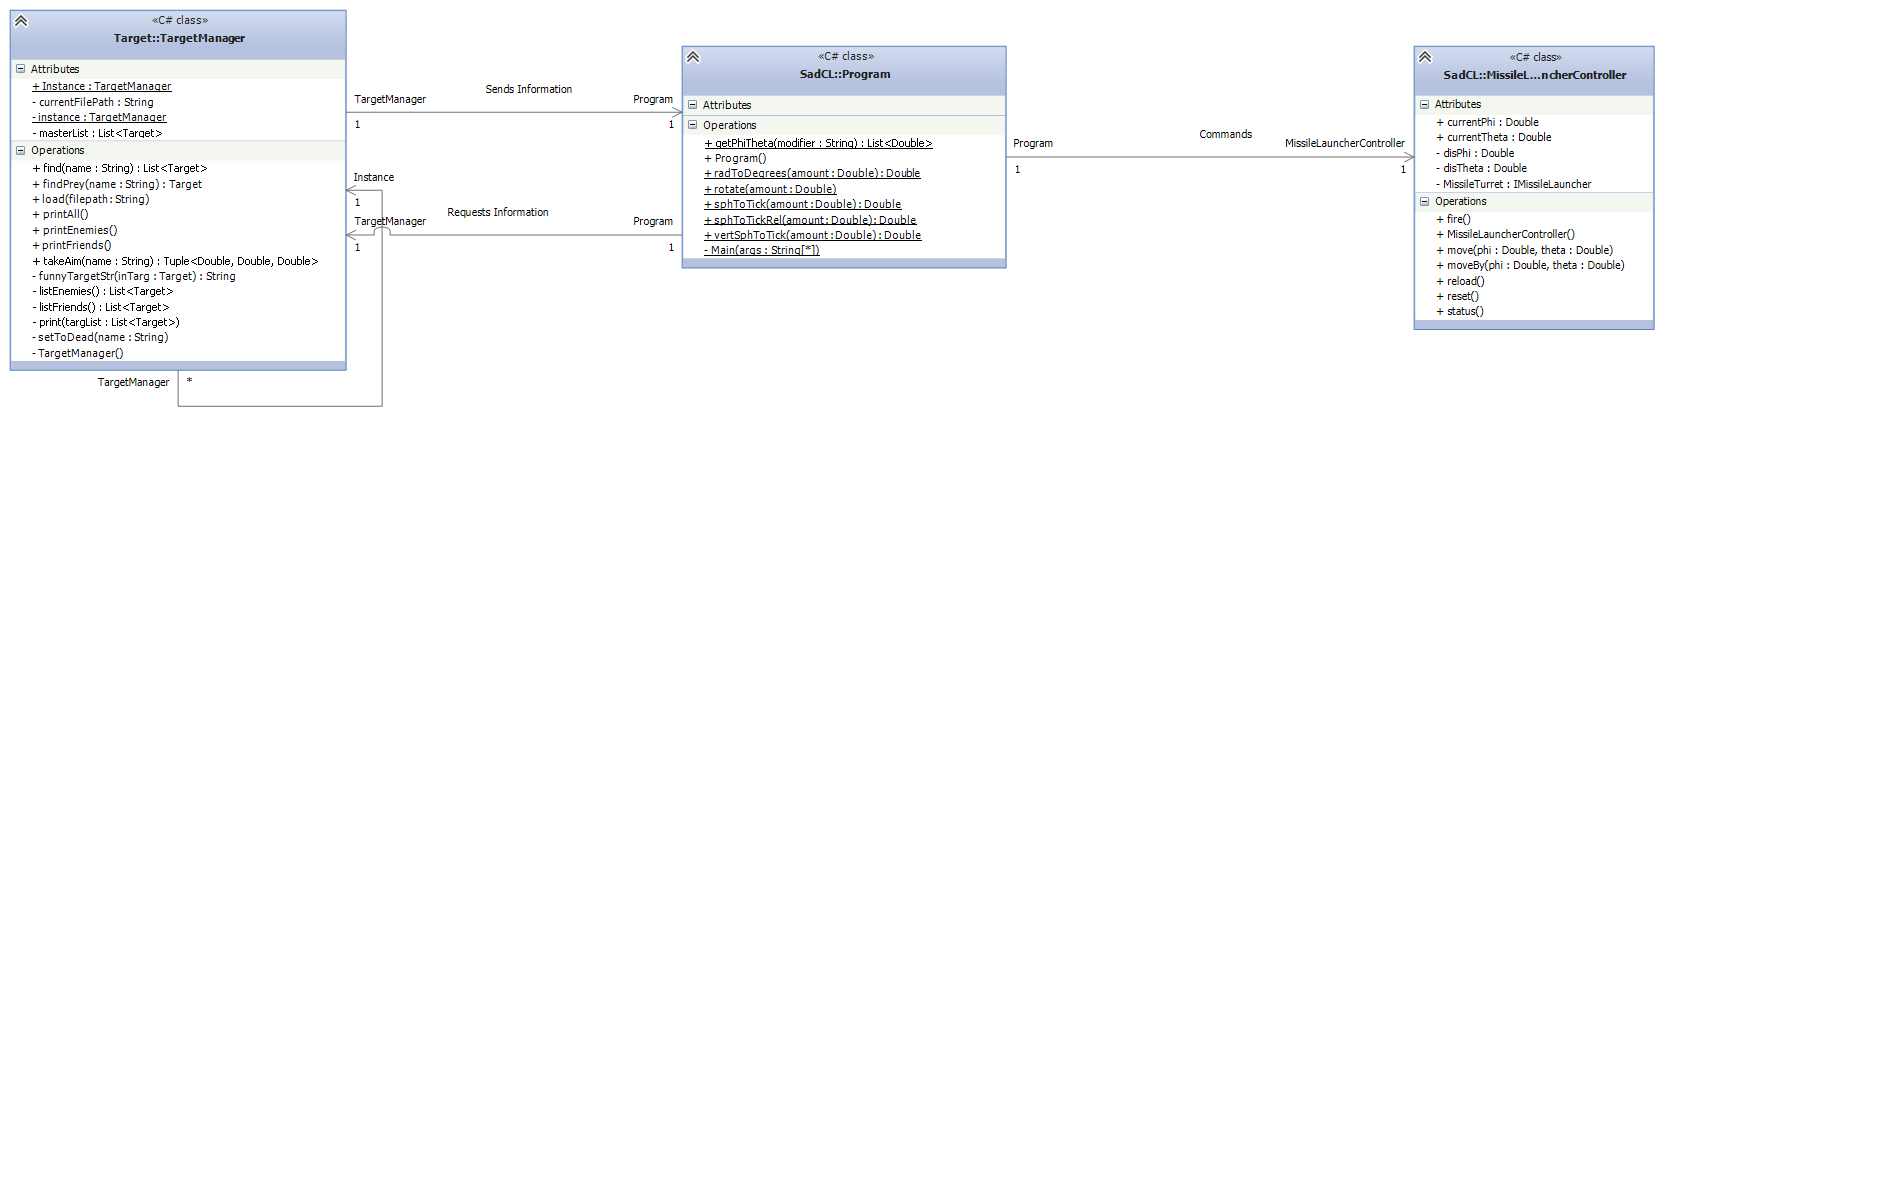 «C# class»
Target::TargetManager
Attributes
+ Instance : TargetManager
- currentFilePath : String
- instance : TargetManager
- masterList : List<Target>
Operations
+ find(name : String) : List<Target>
+ findPrey(name : String) : Target
+ load(filepath : String)
+ printAll()
+ printEnemies()
+ printFriends()
+ takeAim(name : String) : Tuple<Double, Double, Double>
- funnyTargetStr(inTarg : Target) : String
- listEnemies() : List<Target>
- listFriends() : List<Target>
- print(targList : List<Target>)
- setToDead(name : String)
- TargetManager()
TargetManager
*
Instance
1
TargetManager
Sends Information
Program
1
1
TargetManager
Requests Information
Program
1
1
«C# class»
SadCL::Program
Attributes
Operations
+ getPhiTheta(modifier : String) : List<Double>
+ Program()
+ radToDegrees(amount : Double) : Double
+ rotate(amount : Double)
+ sphToTick(amount : Double) : Double
+ sphToTickRel(amount : Double) : Double
+ vertSphToTick(amount : Double) : Double
- Main(args : String[*])
Program
Commands
MissileLauncherController
1
1
«C# class»
SadCL::MissileL...ncherController
Attributes
+ currentPhi : Double
+ currentTheta : Double
- disPhi : Double
- disTheta : Double
- MissileTurret : IMissileLauncher
Operations
+ fire()
+ MissileLauncherController()
+ move(phi : Double, theta : Double)
+ moveBy(phi : Double, theta : Double)
+ reload()
+ reset()
+ status()